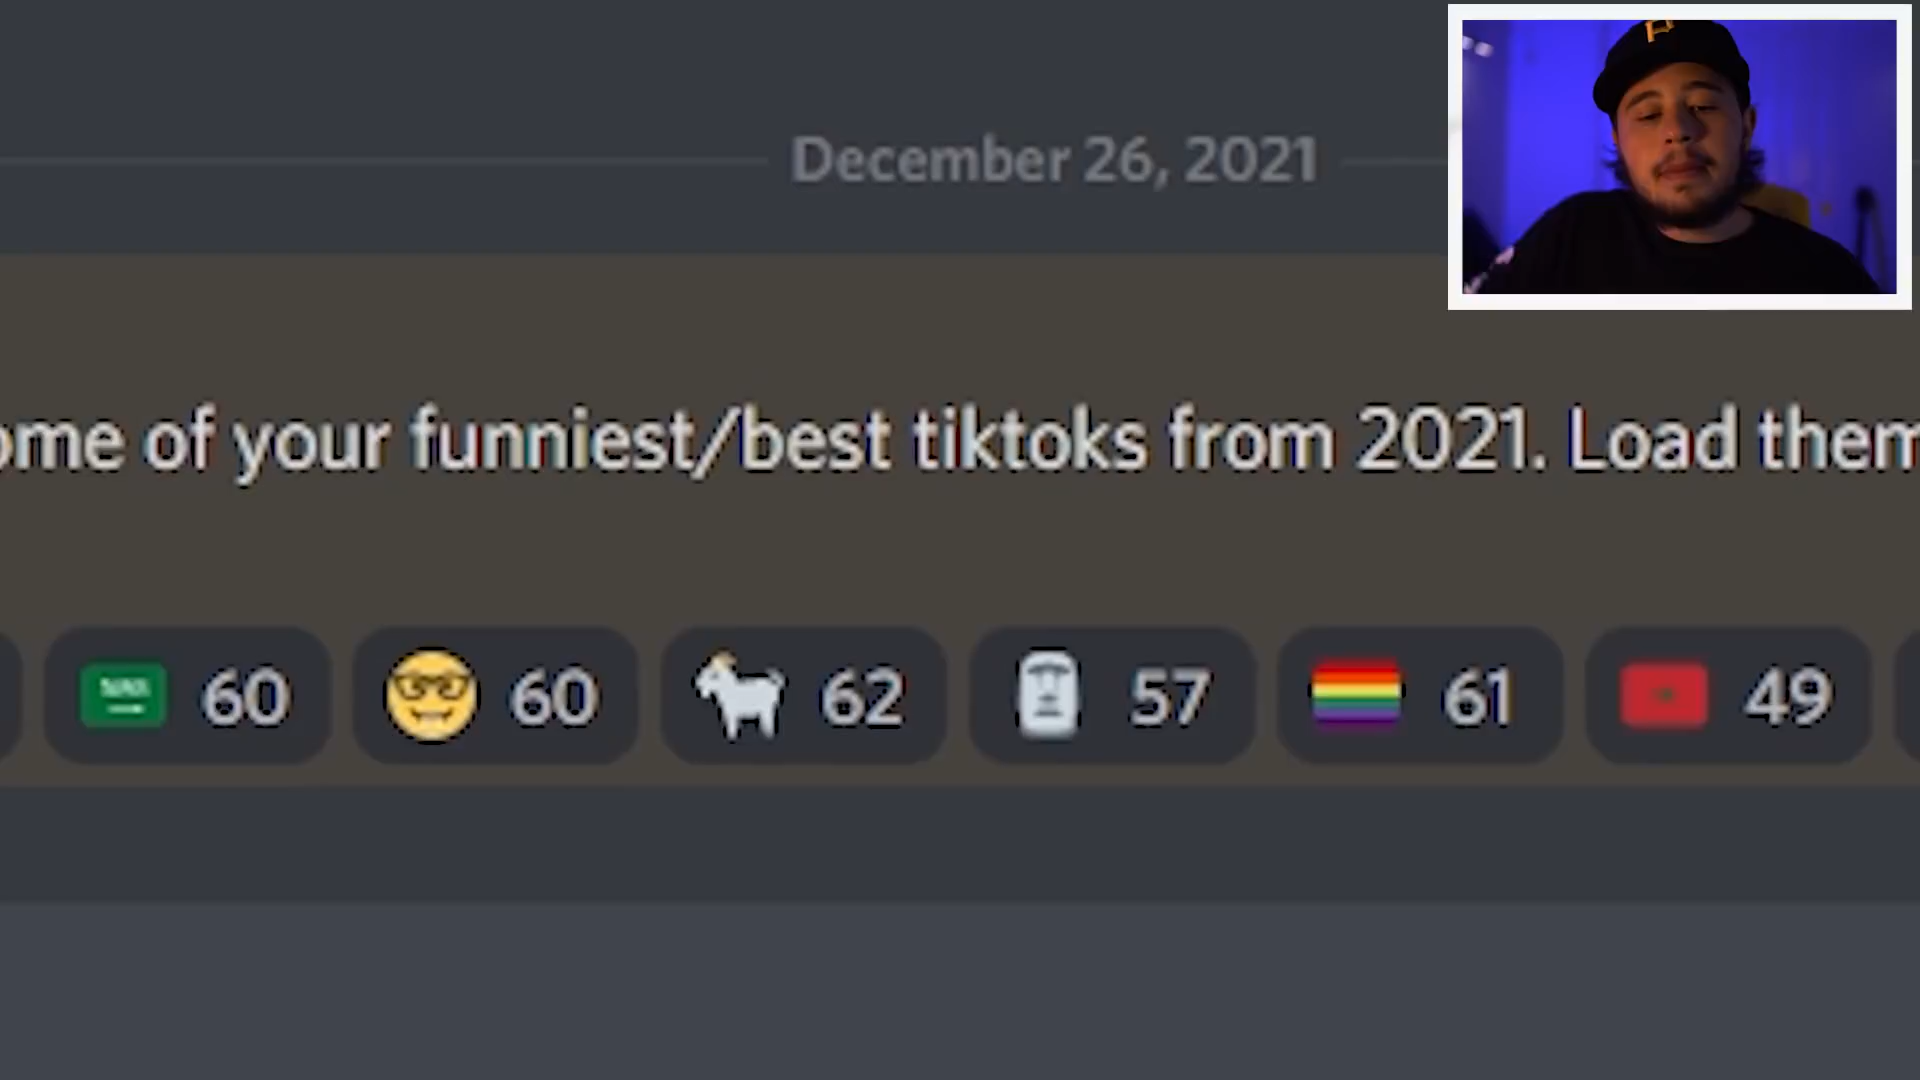 December 26, 2021
ome of your funniest/best tiktoks from 2021. Load them
60 60 62 57 61 49